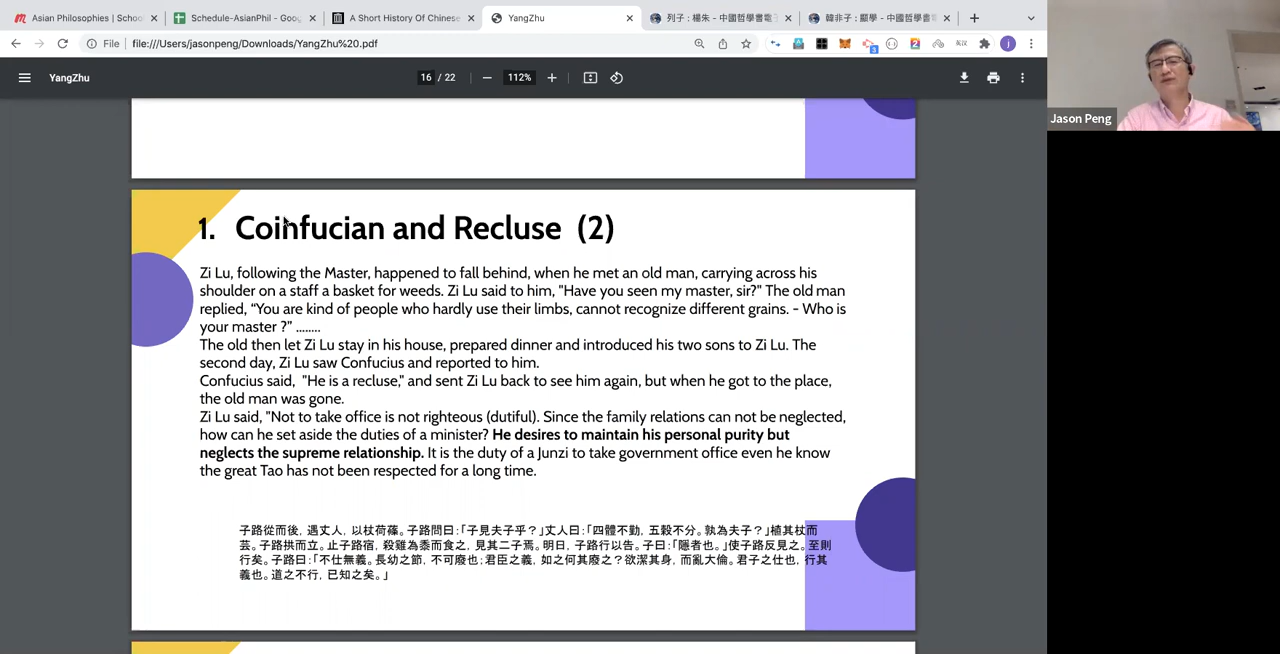 Asian Philosophies | Schoo
Schedule-AsianPhil - Goog
A Short History Of Chinese
YangZhu
列子 : 楊朱 - 中國哲學書電子
韓非子 : 顯學 - 中國哲學書電
File
file:///Users/jasonpeng/Downloads/YangZhu%20.pdf
YangZhu
16 / 22
112%
Jason Peng
1. Coinfucian and Recluse (2)
Zi Lu, following the Master, happened to fall behind, when he met an old man, carrying across his
shoulder on a staff a basket for weeds. Zi Lu said to him, "Have you seen my master, sir?" The old man
replied, “You are kind of people who hardly use their limbs, cannot recognize different grains. - Who is
your master ?” ........
The old then let Zi Lu stay in his house, prepared dinner and introduced his two sons to Zi Lu. The
second day, Zi Lu saw Confucius and reported to him.
Confucius said, "He is a recluse," and sent Zi Lu back to see him again, but when he got to the place,
the old man was gone.
Zi Lu said, "Not to take office is not righteous (dutiful). Since the family relations can not be neglected,
how can he set aside the duties of a minister? He desires to maintain his personal purity but
neglects the supreme relationship. It is the duty of a Junzi to take government office even he know
the great Tao has not been respected for a long time.
子路從而後，遇丈人，以杖荷蓧。子路問曰：「子見夫子乎？」丈人曰：「四體不勤，五穀不分。孰為夫子？」植其杖而
芸。子路拱而立。止子路宿，殺雞為黍而食之，見其二子焉。明日，子路行以告。子曰：「隱者也。」使子路反見之。至則
行矣。子路曰：「不仕無義。長幼之節，不可廢也；君臣之義，如之何其廢之？欲潔其身，而亂大倫。君子之仕也，行其
義也。道之不行，已知之矣。」